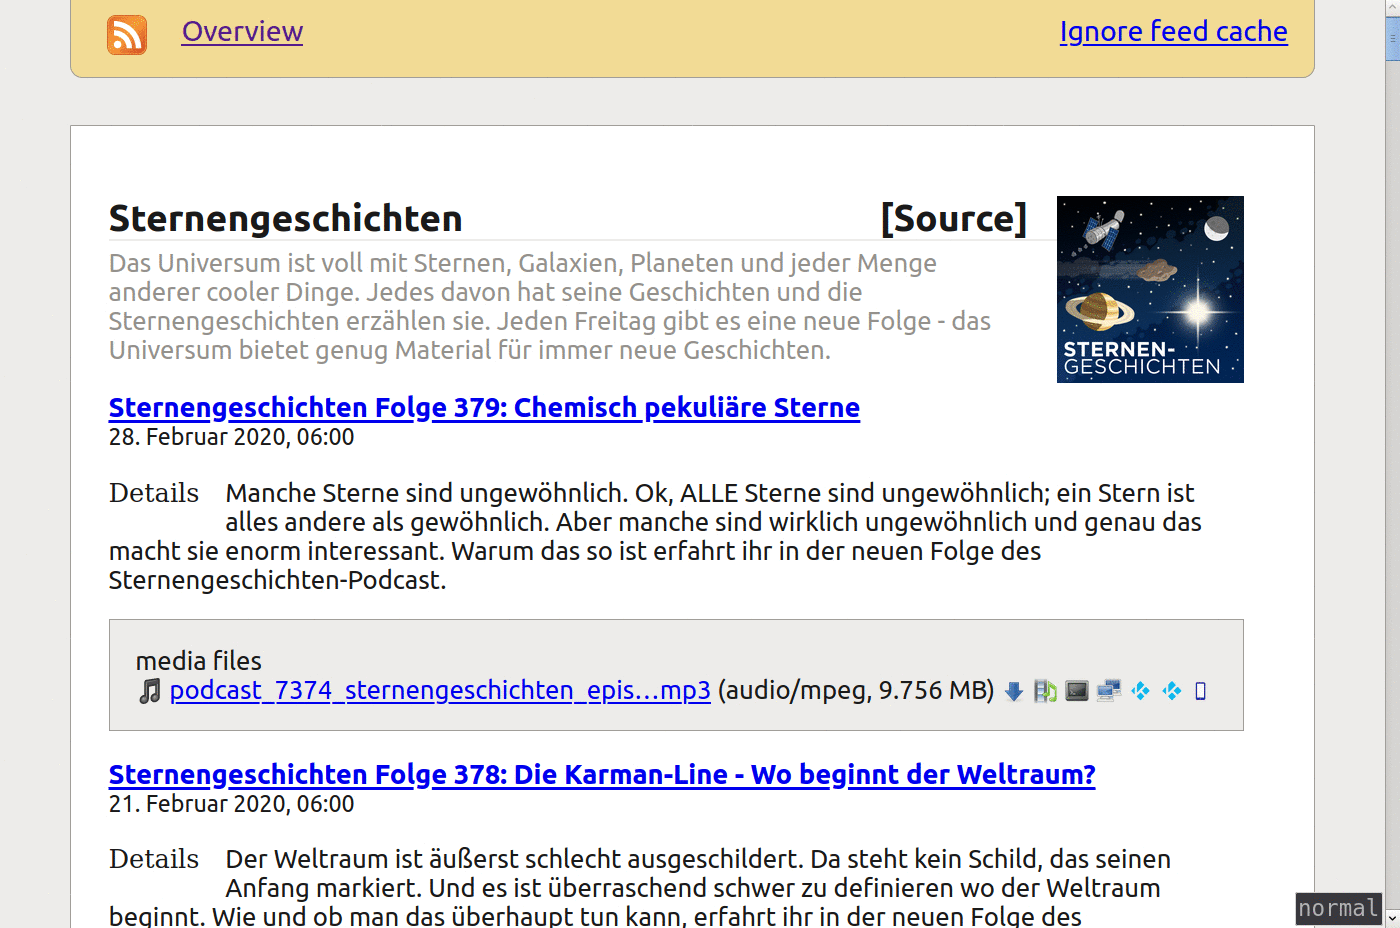 Overview Ignore feed cache
Sternengeschichten [Source]
Das Universum ist voll mit Sternen, Galaxien, Planeten und jeder Menge
anderer cooler Dinge. Jedes davon hat seine Geschichten und die
Sternengeschichten erzählen sie. Jeden Freitag gibt es eine neue Folge - das
Universum bietet genug Material für immer neue Geschichten.
STERNEN-
GESCHICHTEN
Sternengeschichten Folge 379: Chemisch pekuliäre Sterne
28. Februar 2020, 06:00
Details Manche Sterne sind ungewöhnlich. Ok, ALLE Sterne sind ungewöhnlich; ein Stern ist
alles andere als gewöhnlich. Aber manche sind wirklich ungewöhnlich und genau das
macht sie enorm interessant. Warum das so ist erfahrt ihr in der neuen Folge des
Sternengeschichten-Podcast.
media files
podcast_7374_sternengeschichten_epis…mp3 (audio/mpeg, 9.756 MB)
Sternengeschichten Folge 378: Die Karman-Line - Wo beginnt der Weltraum?
21. Februar 2020, 06:00
Details Der Weltraum ist äußerst schlecht ausgeschildert. Da steht kein Schild, das seinen
Anfang markiert. Und es ist überraschend schwer zu definieren wo der Weltraum
beginnt. Wie und ob man das überhaupt tun kann, erfahrt ihr in der neuen Folge des
normal